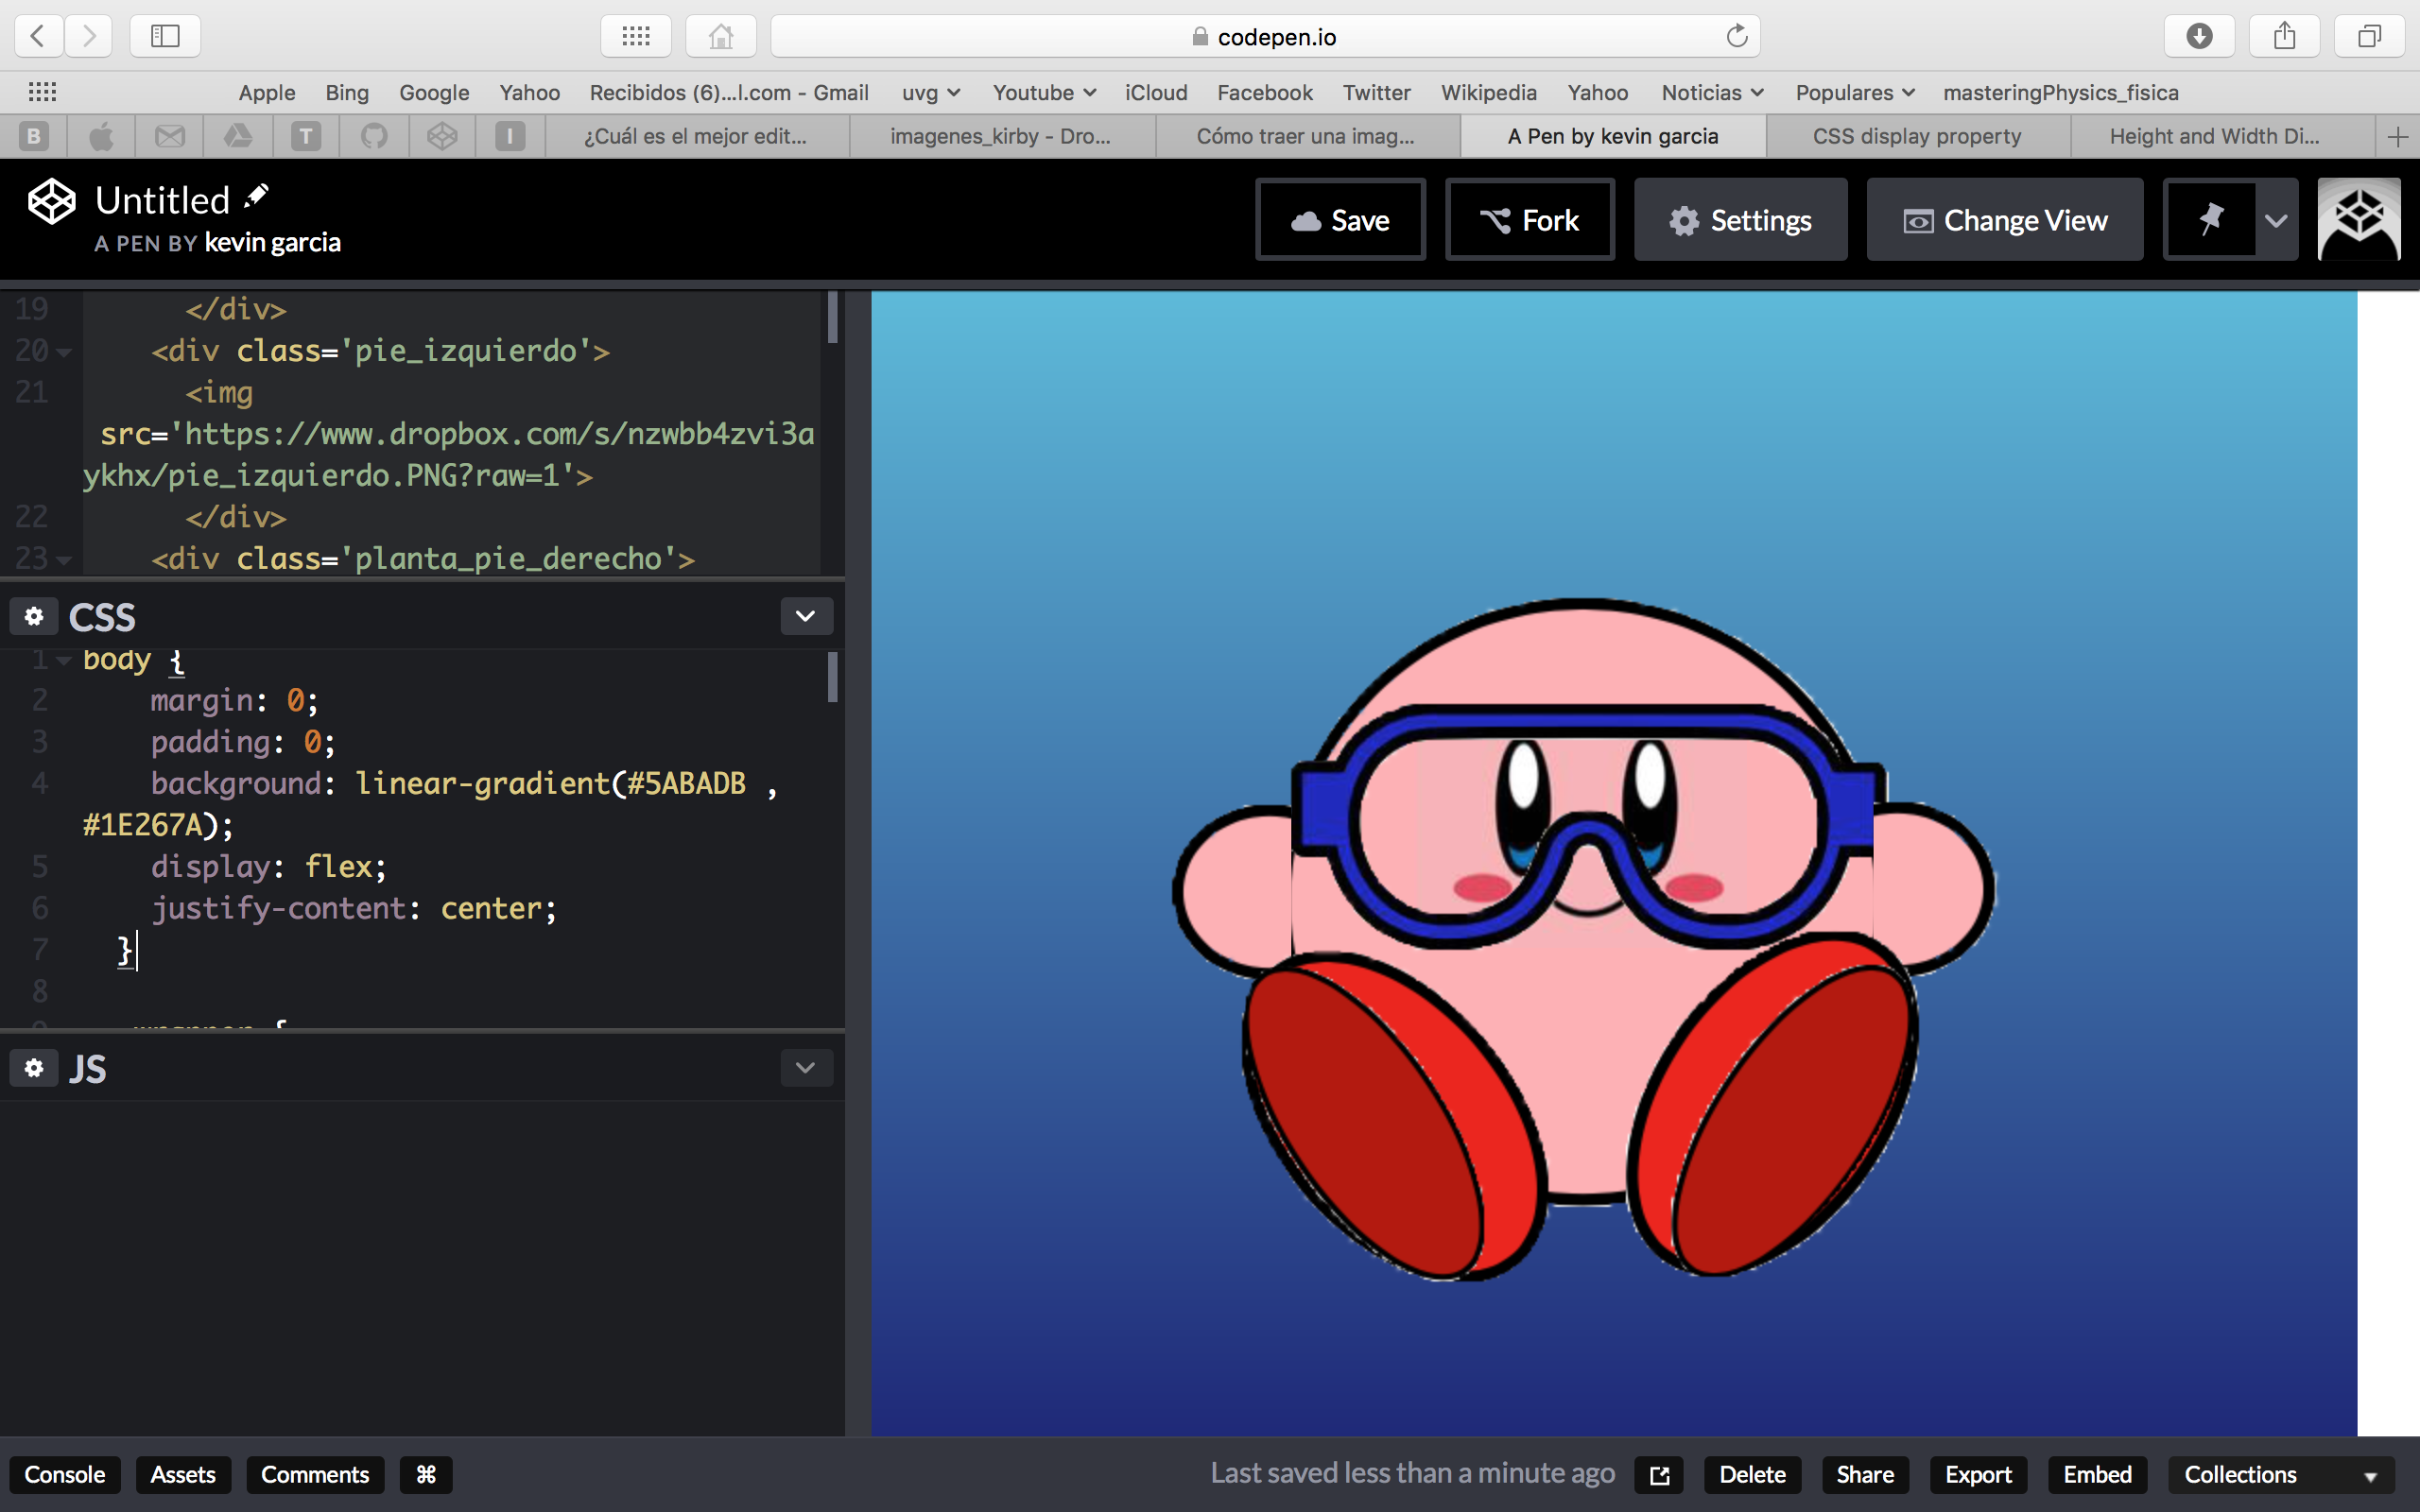 codepen.io
Apple Bing Google Yahoo Recibidos (6)...l.com - Gmail uvg Youtube iCloud Facebook Twitter Wikipedia Yahoo Noticias Populares masteringPhysics_fisica
B T I ¿Cuál es el mejor edit... imagenes_kirby - Dro... Cómo traer una imag... A Pen by kevin garcia CSS display property Height and Width Di...
Untitled
A PEN BY kevin garcia
Save Fork Settings Change View
19 </div>
20 <div class='pie_izquierdo'>
21 <img
src='https://www.dropbox.com/s/nzwbb4zvi3a
ykhx/pie_izquierdo.PNG?raw=1'>
22 </div>
23 <div class='planta_pie_derecho'>
CSS
1 body {
2 margin: 0;
3 padding: 0;
4 background: linear-gradient(#5ABADB ,
#1E267A);
5 display: flex;
6 justify-content: center;
7 }
8
JS
Console Assets Comments ⌘ Last saved less than a minute ago Delete Share Export Embed Collections